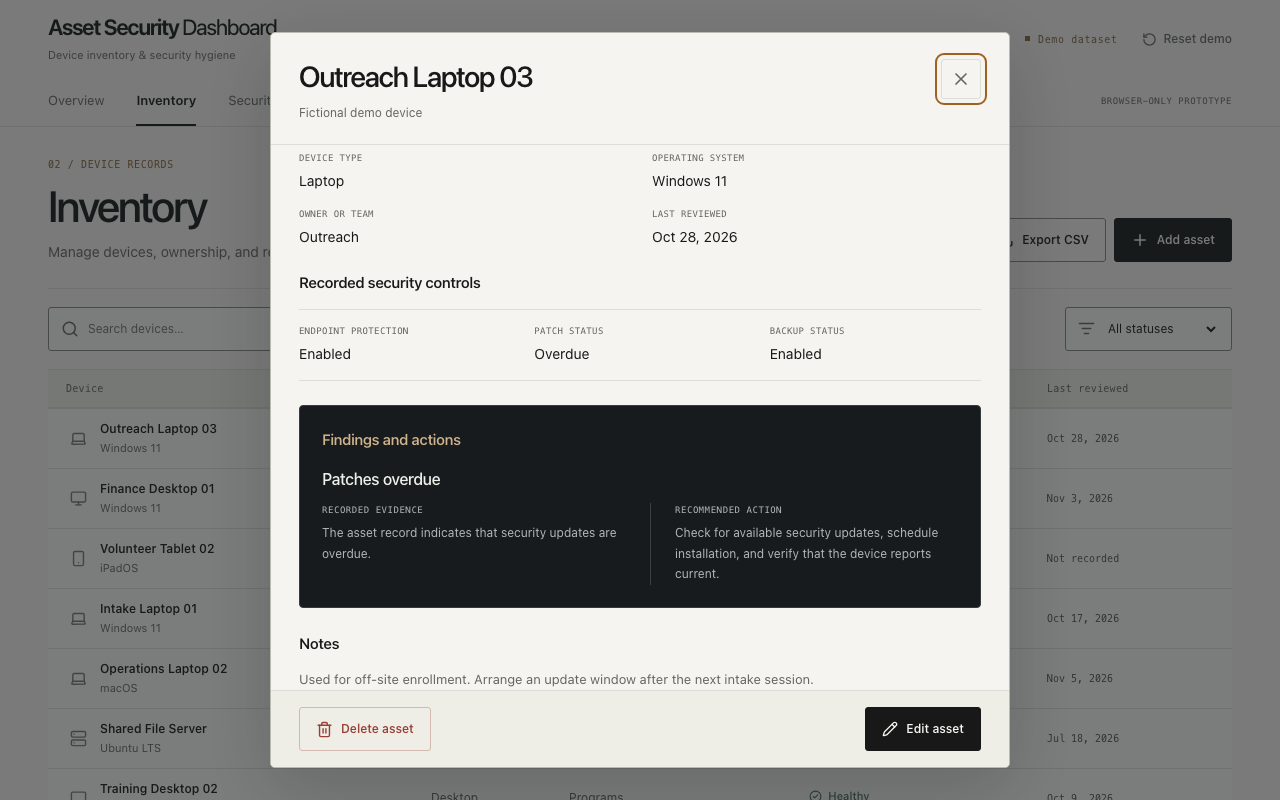 Asset Security Dashboard
Device inventory & security hygiene
Demo dataset
Reset demo
Overview
Inventory
Securit
BROWSER-ONLY PROTOTYPE
02 / DEVICE RECORDS
Inventory
Manage devices, ownership, and re
Export CSV
Add asset
Search devices...
All statuses
Device
Last reviewed
Outreach Laptop 03
Windows 11
Oct 28, 2026
Finance Desktop 01
Windows 11
Nov 3, 2026
Volunteer Tablet 02
iPadOS
Not recorded
Intake Laptop 01
Windows 11
Oct 17, 2026
Operations Laptop 02
macOS
Nov 5, 2026
Shared File Server
Ubuntu LTS
Jul 18, 2026
Training Desktop 02
Desktop
Programs
Healthy
Oct 9, 2026
Outreach Laptop 03
Fictional demo device
DEVICE TYPE
Laptop
OPERATING SYSTEM
Windows 11
OWNER OR TEAM
Outreach
LAST REVIEWED
Oct 28, 2026
Recorded security controls
ENDPOINT PROTECTION
Enabled
PATCH STATUS
Overdue
BACKUP STATUS
Enabled
Findings and actions
Patches overdue
RECORDED EVIDENCE
The asset record indicates that security updates are
overdue.
RECOMMENDED ACTION
Check for available security updates, schedule
installation, and verify that the device reports
current.
Notes
Used for off-site enrollment. Arrange an update window after the next intake session.
Delete asset
Edit asset